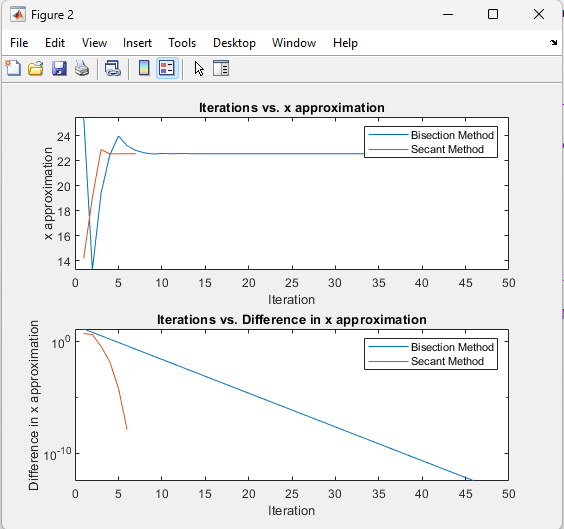 Figure 2
File Edit View Insert Tools Desktop Window Help
Iterations vs. x approximation
Bisection Method
Secant Method
24
22
20
18
16
14
x approximation
0 5 10 15 20 25 30 35 40 45 50
Iteration
Iterations vs. Difference in x approximation
Bisection Method
Secant Method
10^0
10^-10
Difference in x approximation
0 5 10 15 20 25 30 35 40 45 50
Iteration